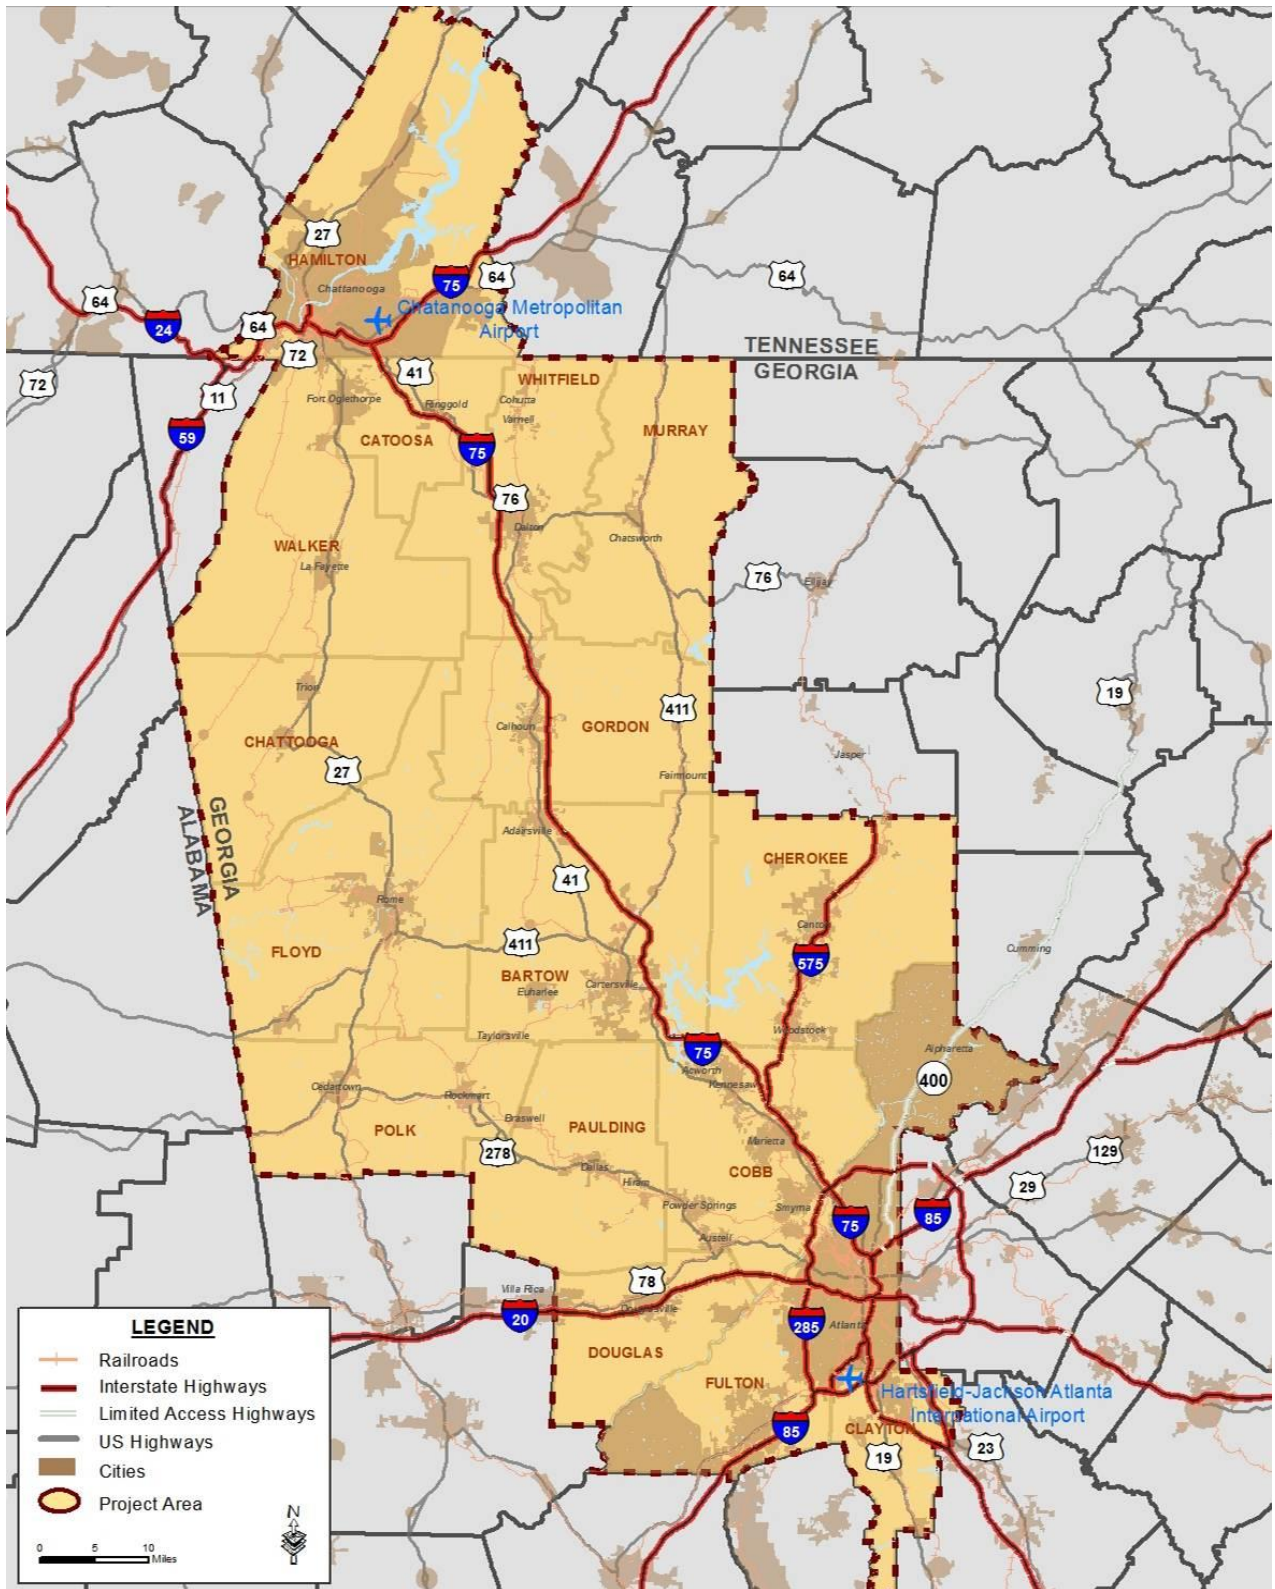 27
HAMILTON
Chattanooga
75
64
64
64
24
64
Chatanooga Metropolitan
Airport
72
TENNESSEE
GEORGIA
72
11
41
WHITFIELD
Fort Oglethorpe
Ringgold
Cohutta
Varnell
59
CATOOSA
75
MURRAY
76
Dalton
Chatsworth
WALKER
La Fayette
76
Ellijay
Trion
19
411
CHATTOOGA
Calhoun
GORDON
27
Jasper
Fairmount
GEORGIA
ALABAMA
Adairsville
CHEROKEE
41
Rome
Canton
411
FLOYD
575
Cumming
BARTOW
Euharlee
Cartersville
Taylorsville
Woodstock
75
Alpharetta
Acworth
Kennesaw
400
Cedartown
Rockmart
Braswell
POLK
PAULDING
Marietta
278
129
Dallas
COBB
Hiram
29
Powder Springs
Smyrna
75
85
Austell
78
Villa Rica
20
Douglasville
285
Atlanta
DOUGLAS
FULTON
Hartsfield-Jackson Atlanta
International Airport
85
CLAYTON
19
23
LEGEND
Railroads
Interstate Highways
Limited Access Highways
US Highways
Cities
Project Area
N
0 5 10
Miles